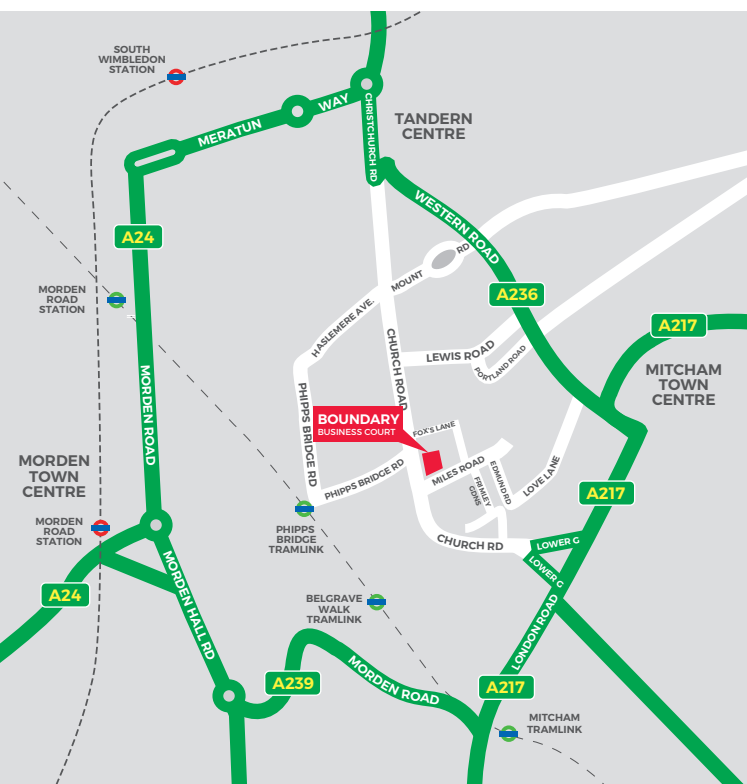 SOUTH
WIMBLEDON
STATION
MERATUN
WAY
CHRISTCHURCH RD
TANDERN
CENTRE
WESTERN ROAD
A24
MORDEN
ROAD
STATION
MOUNT
RD
A236
HASLEMERE AVE.
A217
LEWIS ROAD
PORTLAND ROAD
MITCHAM
TOWN
CENTRE
MORDEN ROAD
CHURCH ROAD
PHIPPS BRIDGE RD
BOUNDARY
BUSINESS COURT
FOX'S LANE
PHIPPS BRIDGE RD
MILES ROAD
FRIMLEY
GDNS
EDMUND RD
LOVE LANE
MORDEN
TOWN
CENTRE
A217
MORDEN
ROAD
STATION
PHIPPS
BRIDGE
TRAMLINK
CHURCH RD
LOWER G
LOWER G
A24
MORDEN HALL RD
BELGRAVE
WALK
TRAMLINK
LONDON ROAD
A239
MORDEN ROAD
A217
MITCHAM
TRAMLINK